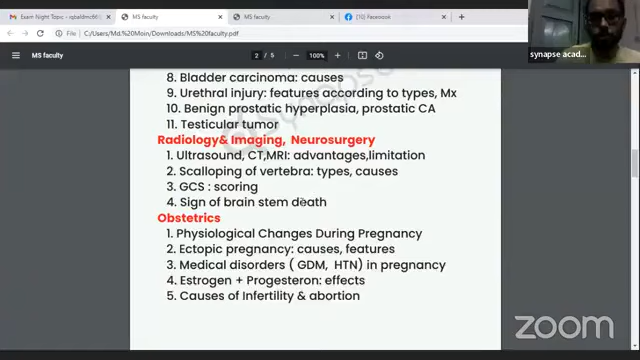 Exam Night Topic - iqbaldmc66@
MS faculty
MS faculty
(2) Facebook
File
C:/Users/Md.%20Moin/Downloads/MS%20faculty.pdf
MS faculty
2 / 5
100%
synapse acad...
8. Bladder carcinoma: causes
9. Urethral injury: features according to types, Mx
10. Benign prostatic hyperplasia, prostatic CA
11. Testicular tumor
Radiology& Imaging, Neurosurgery
1. Ultrasound, CT,MRI: advantages,limitation
2. Scalloping of vertebra: types, causes
3. GCS : scoring
4. Sign of brain stem death
Obstetrics
1. Physiological Changes During Pregnancy
2. Ectopic pregnancy: causes, features
3. Medical disorders ( GDM, HTN) in pregnancy
4. Estrogen + Progesteron: effects
5. Causes of Infertility & abortion
zoom